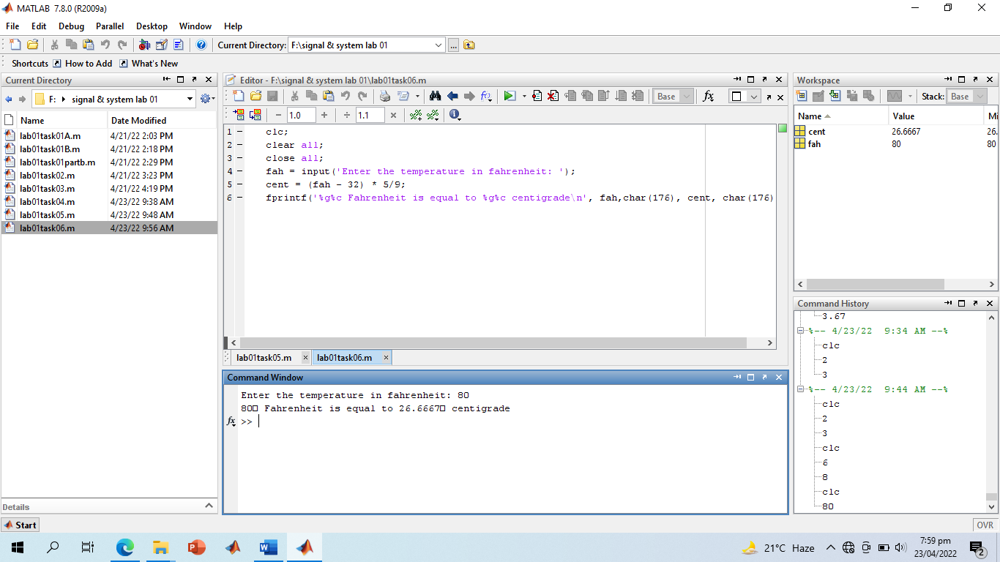 MATLAB 7.8.0 (R2009a)
File Edit Debug Parallel Desktop Window Help
Current Directory: F:\signal & system lab 01 ...
Shortcuts How to Add What's New
Current Directory
F: signal & system lab 01
Name Date Modified
lab01task01A.m 4/21/22 2:03 PM
lab01task01B.m 4/21/22 2:18 PM
lab01task01partb.m 4/21/22 2:29 PM
lab01task02.m 4/21/22 3:23 PM
lab01task03.m 4/21/22 4:19 PM
lab01task04.m 4/23/22 9:38 AM
lab01task05.m 4/23/22 9:48 AM
lab01task06.m 4/23/22 9:56 AM
Details
Editor - F:\signal & system lab 01\lab01task06.m
Base fx
− 1.0 + ÷ 1.1 ×
1 − clc;
2 − clear all;
3 − close all;
4 − fah = input('Enter the temperature in fahrenheit: ');
5 − cent = (fah - 32) * 5/9;
6 − fprintf('%g%c Fahrenheit is equal to %g%c centigrade\n', fah,char(176), cent, char(176)
lab01task05.m lab01task06.m
Command Window
Enter the temperature in fahrenheit: 80
80▯ Fahrenheit is equal to 26.6667▯ centigrade
fx >>
Workspace
Stack: Base
Name Value Mi
cent 26.6667 26.
fah 80 80
Command History
3.67
%-- 4/23/22 9:34 AM --%
clc
2
3
%-- 4/23/22 9:44 AM --%
clc
2
3
clc
6
8
clc
80
Start
OVR
21°C Haze
7:59 pm
23/04/2022
2